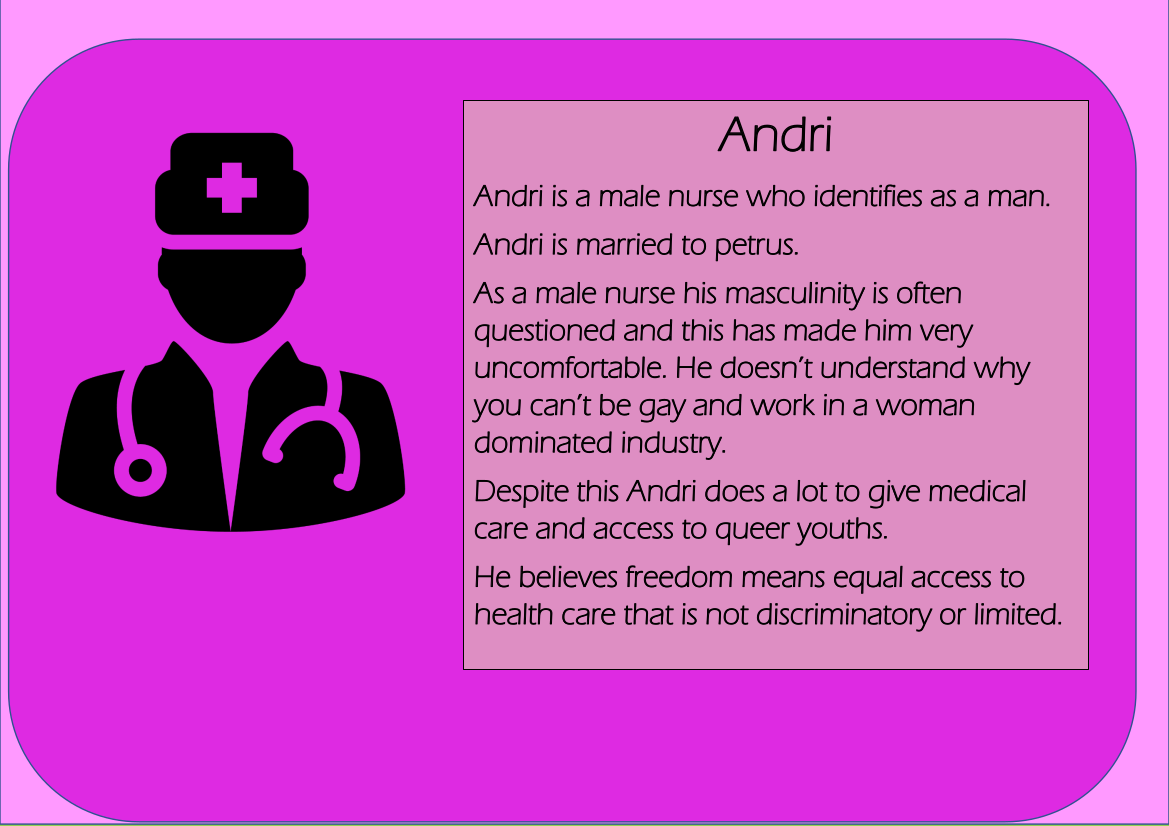 Andri
Andri is a male nurse who identifies as a man.
Andri is married to petrus.
As a male nurse his masculinity is often
questioned and this has made him very
uncomfortable. He doesn’t understand why
you can’t be gay and work in a woman
dominated industry.
Despite this Andri does a lot to give medical
care and access to queer youths.
He believes freedom means equal access to
health care that is not discriminatory or limited.